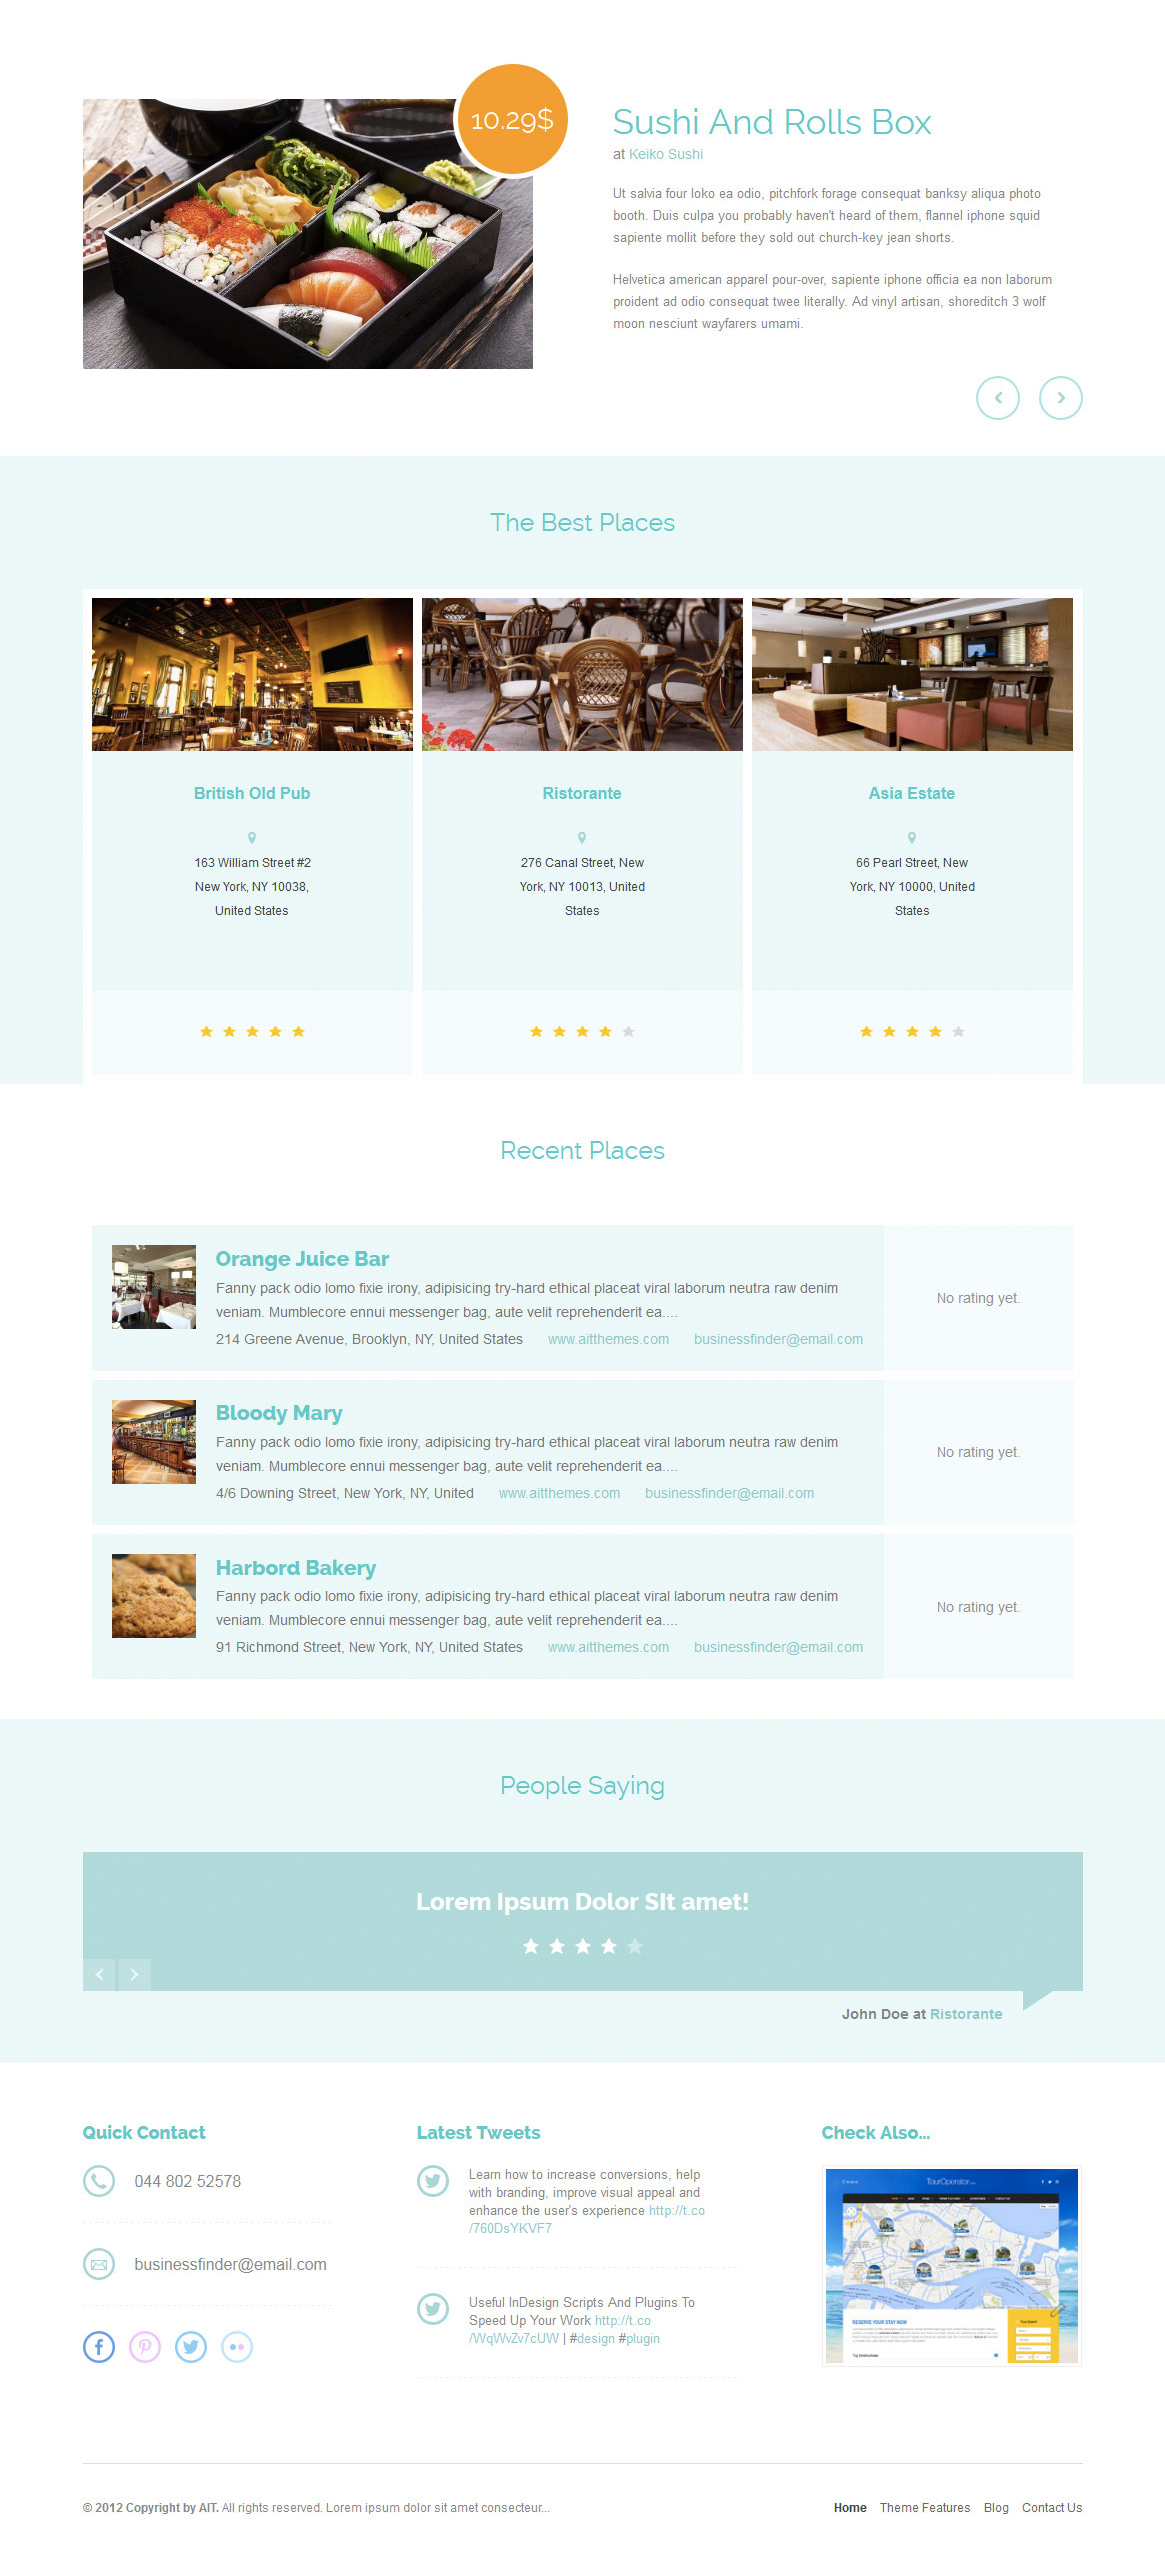 10.29$
Sushi And Rolls Box
at Keiko Sushi
Ut salvia four loko ea odio, pitchfork forage consequat banksy aliqua photo
booth. Duis culpa you probably haven't heard of them, flannel iphone squid
sapiente mollit before they sold out church-key jean shorts.
Helvetica american apparel pour-over, sapiente iphone officia ea non laborum
proident ad odio consequat twee literally. Ad vinyl artisan, shoreditch 3 wolf
moon nesciunt wayfarers umami.
The Best Places
British Old Pub
163 William Street #2
New York, NY 10038,
United States
Ristorante
276 Canal Street, New
York, NY 10013, United
States
Asia Estate
66 Pearl Street, New
York, NY 10000, United
States
Recent Places
Orange Juice Bar
Fanny pack odio lomo fixie irony, adipisicing try-hard ethical placeat viral laborum neutra raw denim
veniam. Mumblecore ennui messenger bag, aute velit reprehenderit ea....
214 Greene Avenue, Brooklyn, NY, United States www.aitthemes.com businessfinder@email.com
No rating yet.
Bloody Mary
Fanny pack odio lomo fixie irony, adipisicing try-hard ethical placeat viral laborum neutra raw denim
veniam. Mumblecore ennui messenger bag, aute velit reprehenderit ea....
4/6 Downing Street, New York, NY, United www.aitthemes.com businessfinder@email.com
No rating yet.
Harbord Bakery
Fanny pack odio lomo fixie irony, adipisicing try-hard ethical placeat viral laborum neutra raw denim
veniam. Mumblecore ennui messenger bag, aute velit reprehenderit ea....
91 Richmond Street, New York, NY, United States www.aitthemes.com businessfinder@email.com
No rating yet.
People Saying
Lorem Ipsum Dolor SIt amet!
John Doe at Ristorante
Quick Contact
044 802 52578
businessfinder@email.com
Latest Tweets
Learn how to increase conversions, help
with branding, improve visual appeal and
enhance the user's experience http://t.co
/760DsYKVF7
Useful InDesign Scripts And Plugins To
Speed Up Your Work http://t.co
/WqWvZv7cUW | #design #plugin
Check Also...
TourOperator
RESERVE YOUR STAY NOW
Top Destinations
© 2012 Copyright by AIT. All rights reserved. Lorem ipsum dolor sit amet consecteur...
Home Theme Features Blog Contact Us